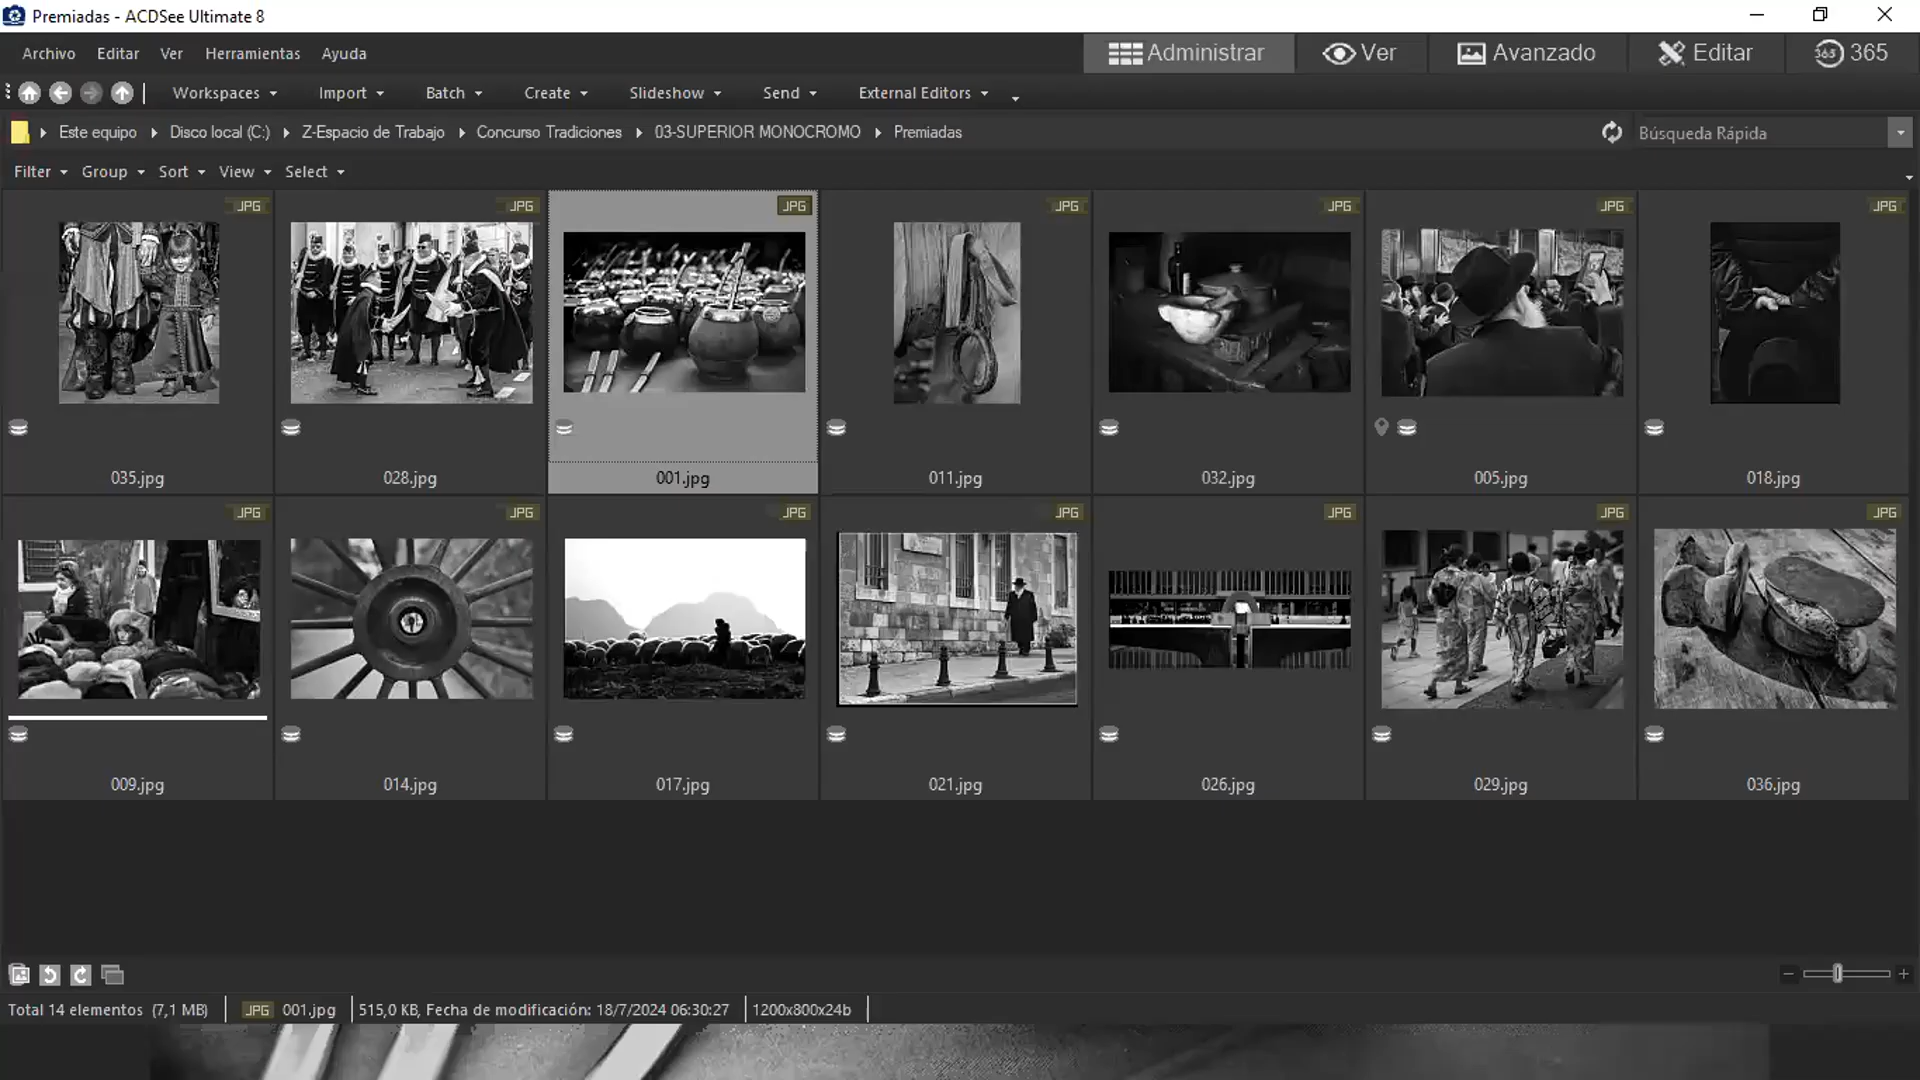 Premiadas - ACDSee Ultimate 8
Archivo Editar Ver Herramientas Ayuda
Administrar Ver Avanzado Editar 365 365
Workspaces Import Batch Create Slideshow Send External Editors
Este equipo Disco local (C:) Z-Espacio de Trabajo Concurso Tradiciones 03-SUPERIOR MONOCROMO Premiadas Búsqueda Rápida
Filter Group Sort View Select
JPG JPG JPG JPG JPG JPG JPG
035.jpg 028.jpg 001.jpg 011.jpg 032.jpg 005.jpg 018.jpg
JPG JPG JPG JPG JPG JPG JPG
009.jpg 014.jpg 017.jpg 021.jpg 026.jpg 029.jpg 036.jpg
Total 14 elementos (7,1 MB) JPG 001.jpg 515,0 KB, Fecha de modificación: 18/7/2024 06:30:27 1200x800x24b